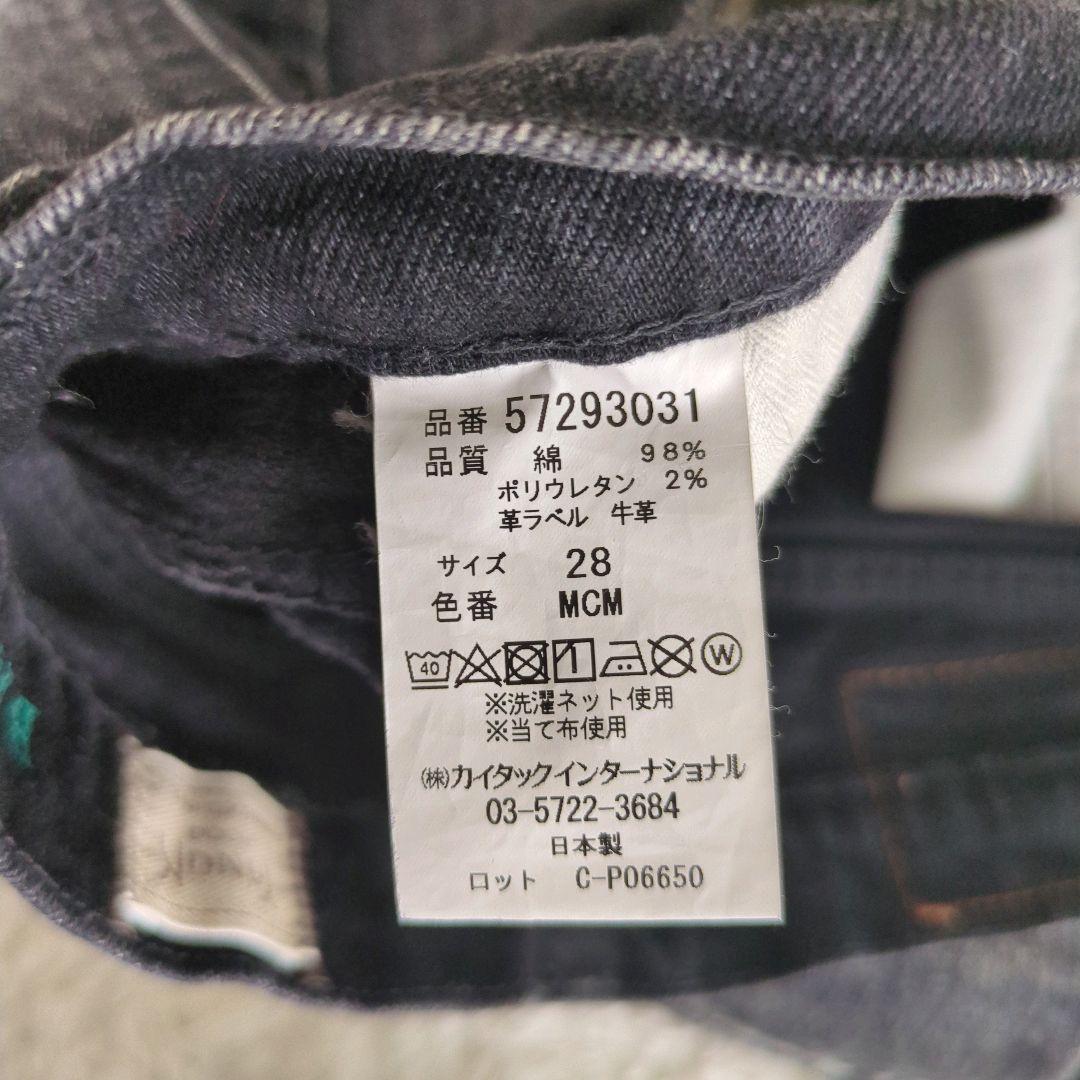 品番 57293031
品質 綿 98%
ポリウレタン 2%
革ラベル 牛革
サイズ 28
色番 MCM
40 W
※洗濯ネット使用
※当て布使用
(株)カイタックインターナショナル
03-5722-3684
日本製
ロット C-P06650